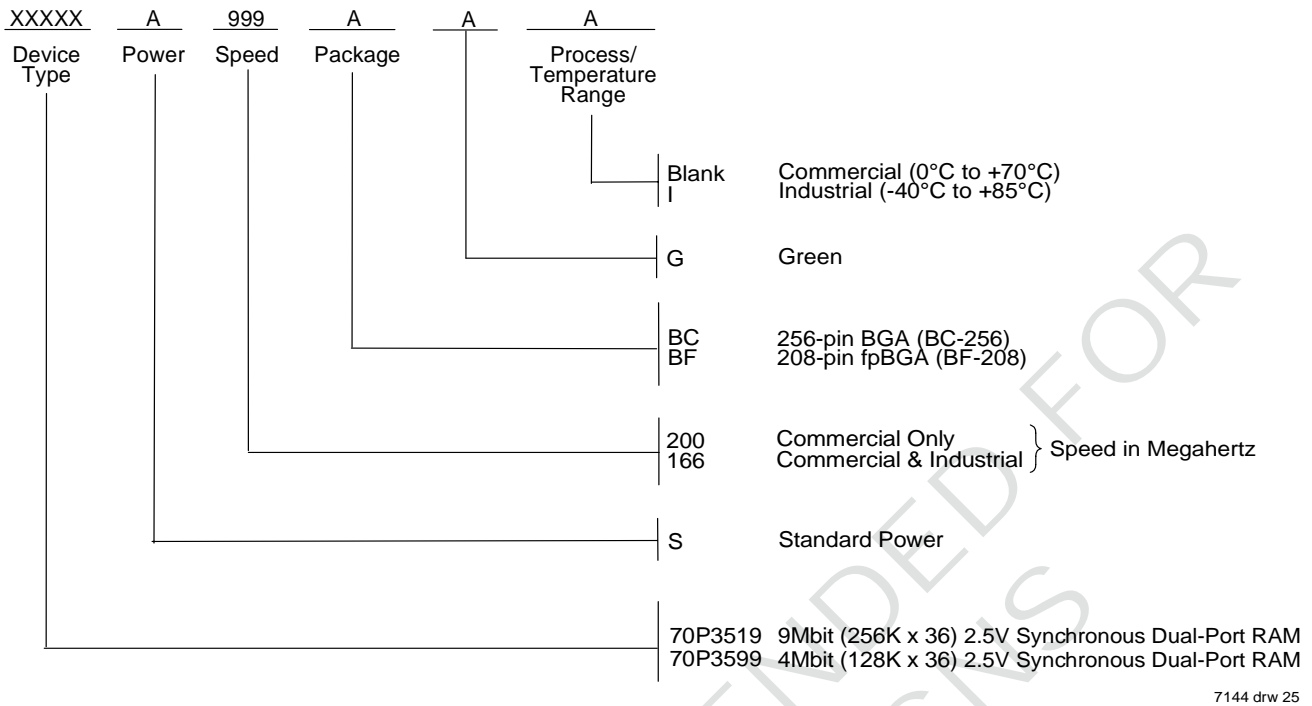 XXXXX A 999 A A A
Device Type Power Speed Package Process/ Temperature Range
Blank Commercial (0°C to +70°C)
I Industrial (-40°C to +85°C)
G Green
BC 256-pin BGA (BC-256)
BF 208-pin fpBGA (BF-208)
200 Commercial Only
166 Commercial & Industrial
Speed in Megahertz
S Standard Power
70P3519 9Mbit (256K x 36) 2.5V Synchronous Dual-Port RAM
70P3599 4Mbit (128K x 36) 2.5V Synchronous Dual-Port RAM
7144 drw 25
FOR